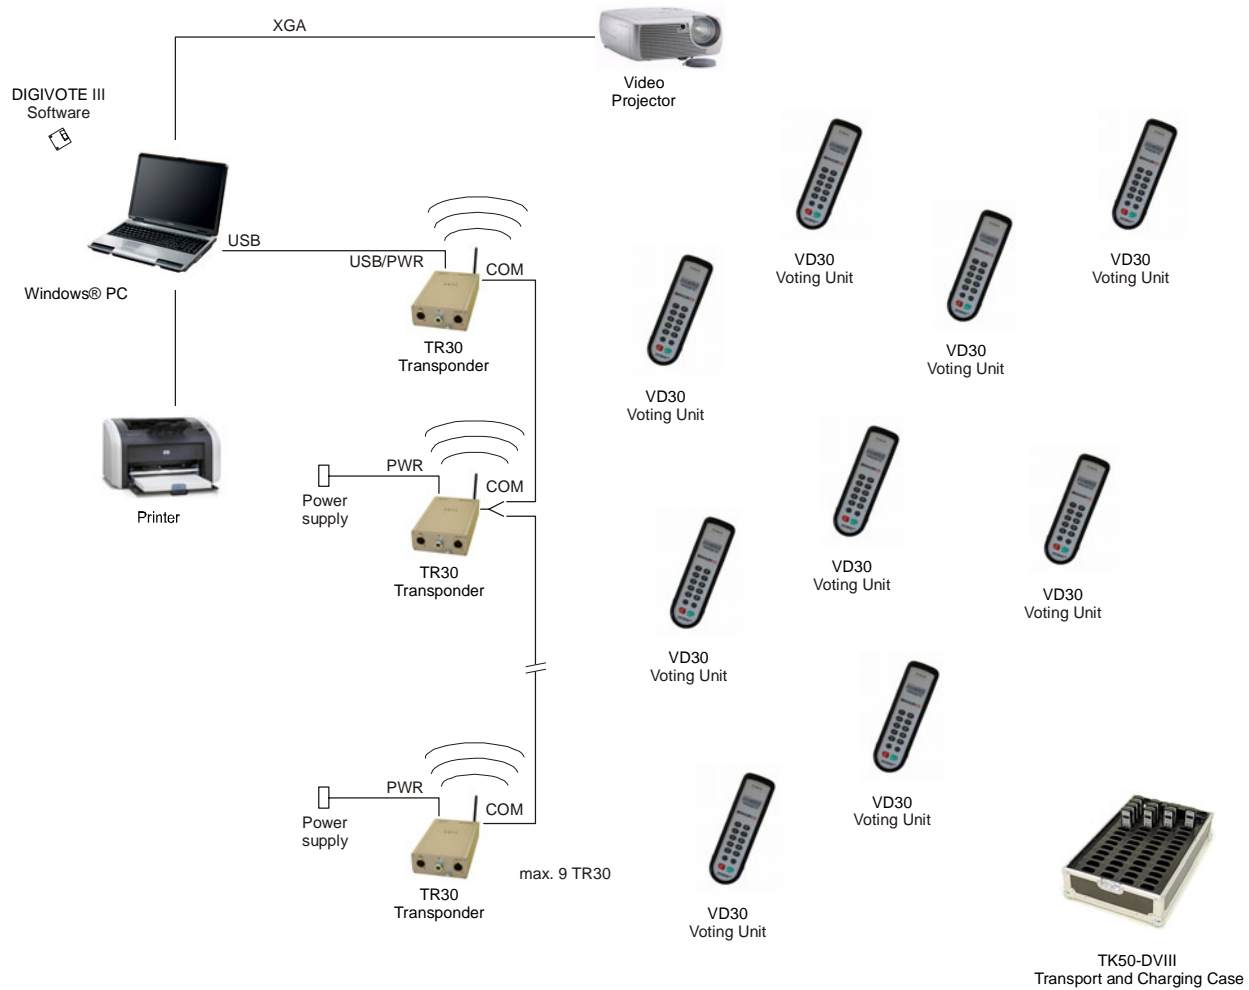 XGA
Video
Projector
DIGIVOTE III
Software
USB
USB/PWR
COM
Windows® PC
TR30
Transponder
VD30
Voting Unit
VD30
Voting Unit
VD30
Voting Unit
VD30
Voting Unit
Printer
PWR
COM
Power
supply
TR30
Transponder
VD30
Voting Unit
VD30
Voting Unit
VD30
Voting Unit
PWR
COM
Power
supply
TR30
Transponder
max. 9 TR30
VD30
Voting Unit
VD30
Voting Unit
TK50-DVIII
Transport and Charging Case